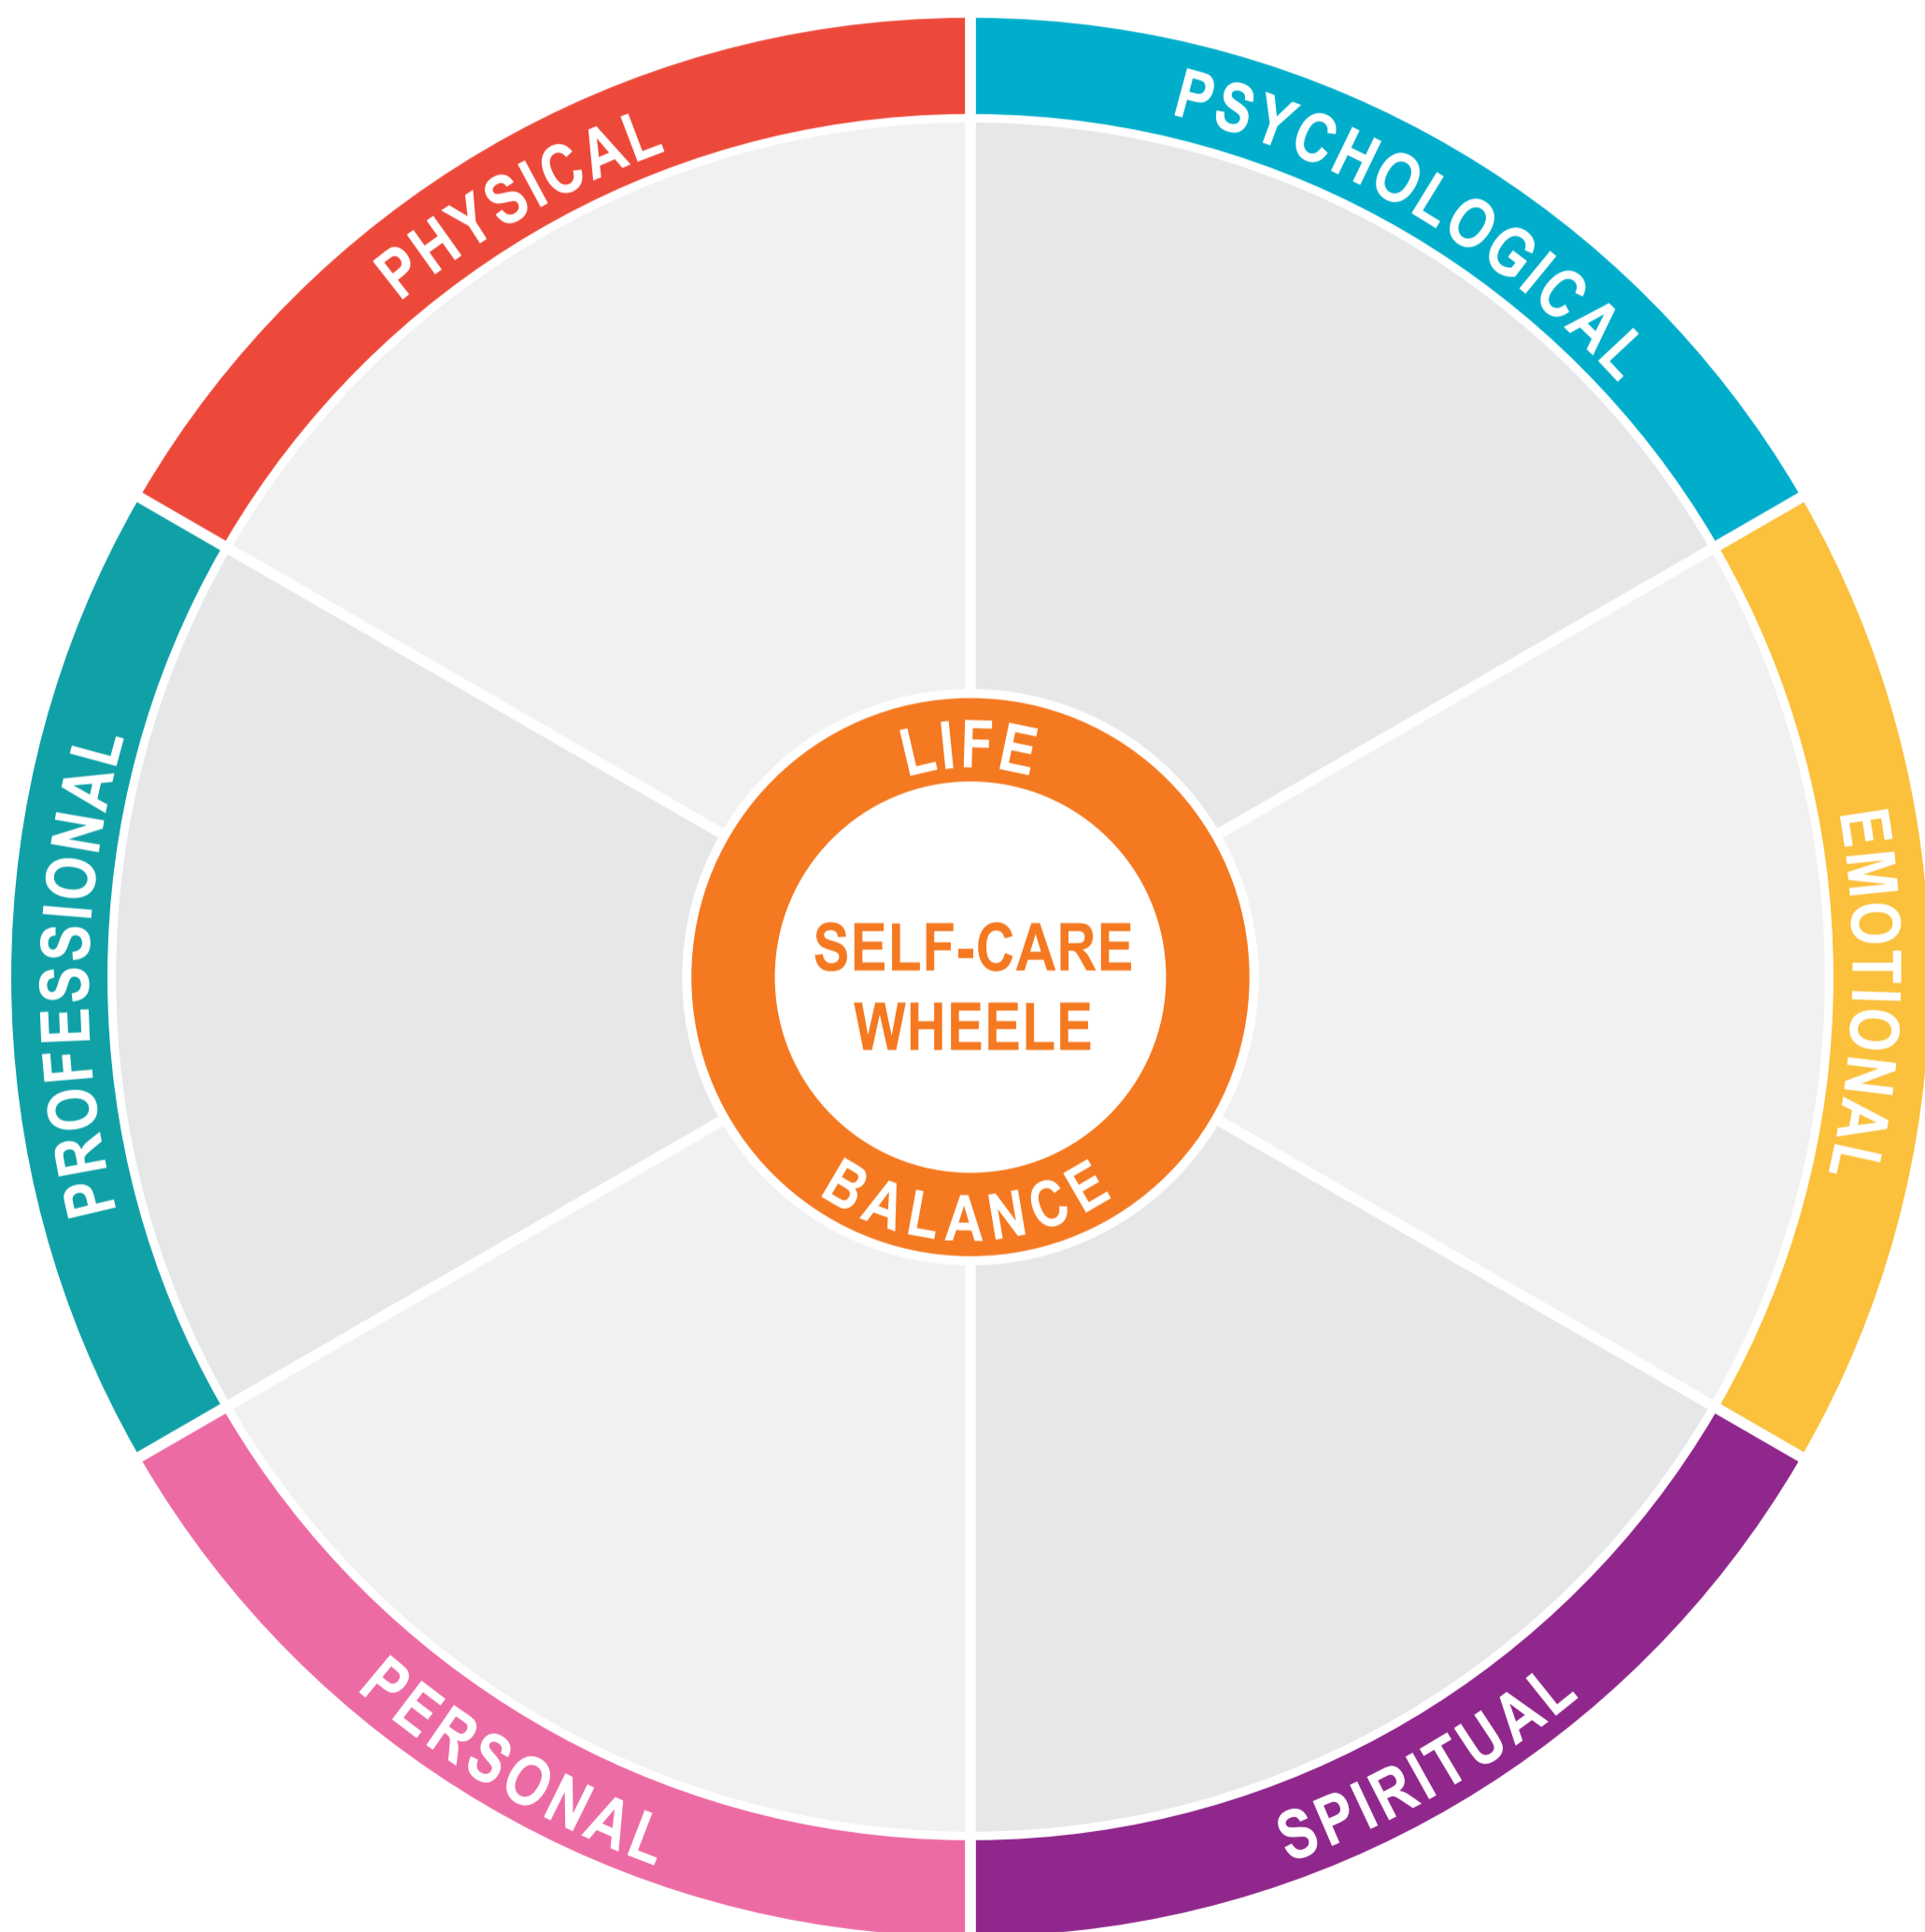 PHYSICAL
PSYCHOLOGICAL
EMOTIONAL
SPIRITUAL
PERSONAL
PROFESSIONAL
LIFE
SELF-CARE
WHEELE
BALANCE